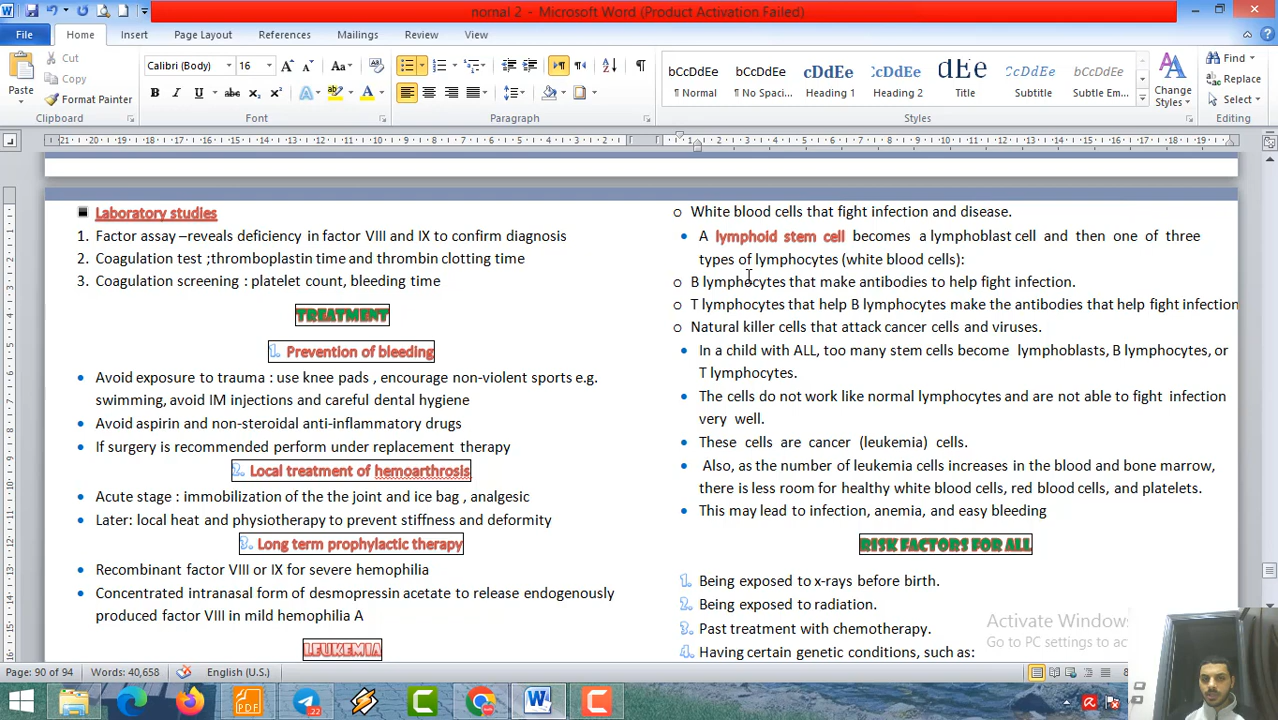 normal 2 - Microsoft Word (Product Activation Failed)
File Home Insert Page Layout References Mailings Review View
Cut
Copy
Format Painter
Paste
Clipboard
Calibri (Body) 16
Font
Paragraph
bCcDdEe bCcDdEe cDdEe bCcDdEe dEe CcDdEe bCcDdEe
¶ Normal ¶ No Spaci... Heading 1 Heading 2 Title Subtitle Subtle Em...
Styles
Change
Styles
Find
Replace
Select
Editing
Laboratory studies
1. Factor assay –reveals deficiency in factor VIII and IX to confirm diagnosis
2. Coagulation test ;thromboplastin time and thrombin clotting time
3. Coagulation screening : platelet count, bleeding time
TREATMENT
1. Prevention of bleeding
Avoid exposure to trauma : use knee pads , encourage non-violent sports e.g.
swimming, avoid IM injections and careful dental hygiene
Avoid aspirin and non-steroidal anti-inflammatory drugs
If surgery is recommended perform under replacement therapy
2. Local treatment of hemoarthrosis
Acute stage : immobilization of the the joint and ice bag , analgesic
Later: local heat and physiotherapy to prevent stiffness and deformity
3. Long term prophylactic therapy
Recombinant factor VIII or IX for severe hemophilia
Concentrated intranasal form of desmopressin acetate to release endogenously
produced factor VIII in mild hemophilia A
LEUKEMIA
White blood cells that fight infection and disease.
A lymphoid stem cell becomes a lymphoblast cell and then one of three
types of lymphocytes (white blood cells):
B lymphocytes that make antibodies to help fight infection.
T lymphocytes that help B lymphocytes make the antibodies that help fight infection
Natural killer cells that attack cancer cells and viruses.
In a child with ALL, too many stem cells become lymphoblasts, B lymphocytes, or
T lymphocytes.
The cells do not work like normal lymphocytes and are not able to fight infection
very well.
These cells are cancer (leukemia) cells.
Also, as the number of leukemia cells increases in the blood and bone marrow,
there is less room for healthy white blood cells, red blood cells, and platelets.
This may lead to infection, anemia, and easy bleeding
RISK FACTORS FOR ALL
1. Being exposed to x-rays before birth.
2. Being exposed to radiation.
3. Past treatment with chemotherapy.
4. Having certain genetic conditions, such as:
Activate Windows
Go to PC settings to ac
Page: 90 of 94 Words: 40,658 English (U.S.)